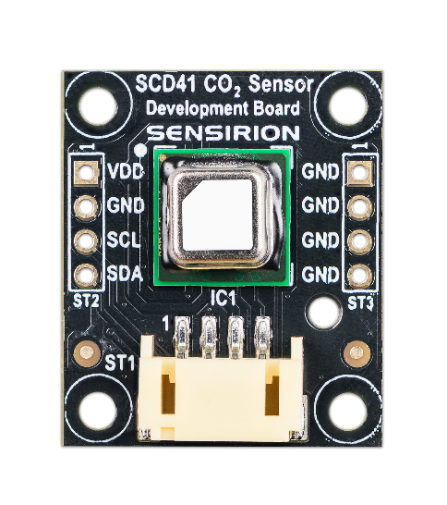 SCD41 CO₂ Sensor
Development Board
SENSIRION
1
1
VDD
GND
SCL
SDA
ST2
GND
GND
GND
GND
ST3
IC1
1
ST1